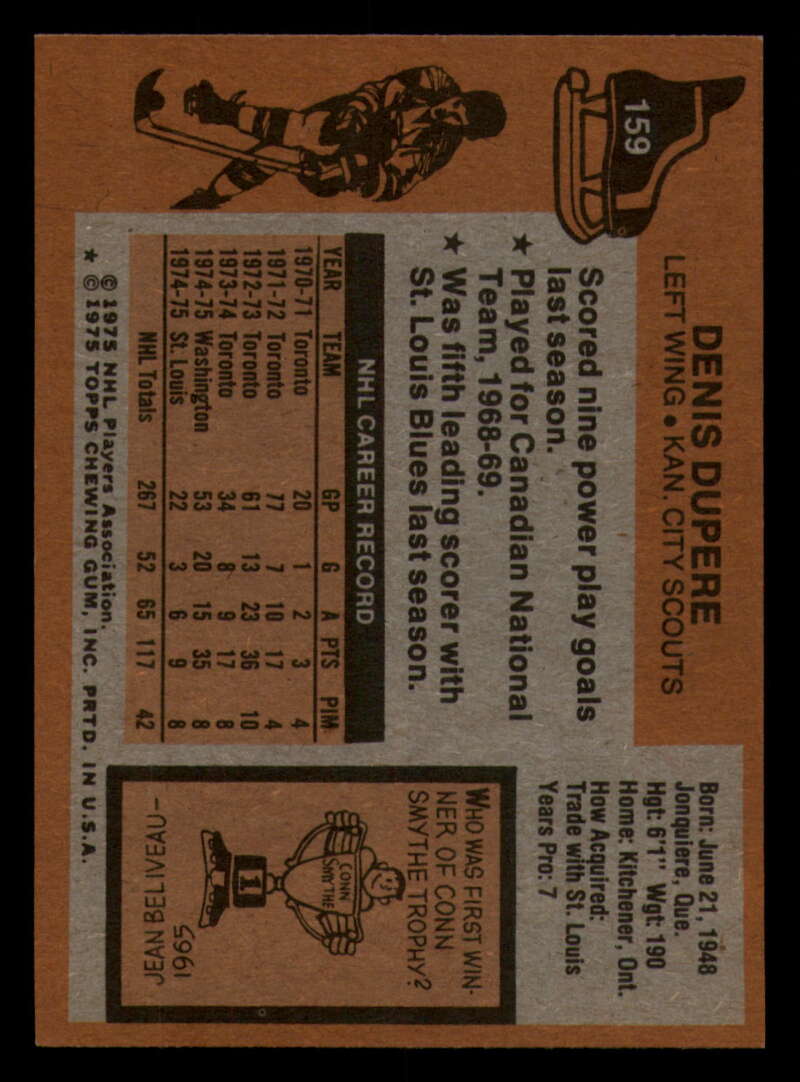 159
DENIS DUPERE
LEFT WING • KAN. CITY SCOUTS
Born: June 21, 1948
Jonquiere, Que.
Hgt: 6'1" Wgt: 190
Home: Kitchener, Ont.
How Acquired:
Trade with St. Louis
Years Pro: 7
Scored nine power play goals
last season.
★ Played for Canadian National
Team, 1968-69.
★ Was fifth leading scorer with
St. Louis Blues last season.
NHL CAREER RECORD
YEAR TEAM GP G A PTS PIM
1970-71 Toronto 20 1 2 3 4
1971-72 Toronto 77 7 10 17 4
1972-73 Toronto 61 13 23 36 10
1973-74 Toronto 34 8 9 17 8
1974-75 Washington 53 20 15 35 8
1974-75 St. Louis 22 3 6 9 8
NHL Totals 267 52 65 117 42
WHO WAS FIRST WIN-
NER OF CONN
SMYTHE TROPHY?
CONN
SMYTHE
1
JEAN BELIVEAU-
1965
© 1975 NHL Players Association.
★ © 1975 TOPPS CHEWING GUM, INC. PRTD. IN U.S.A.